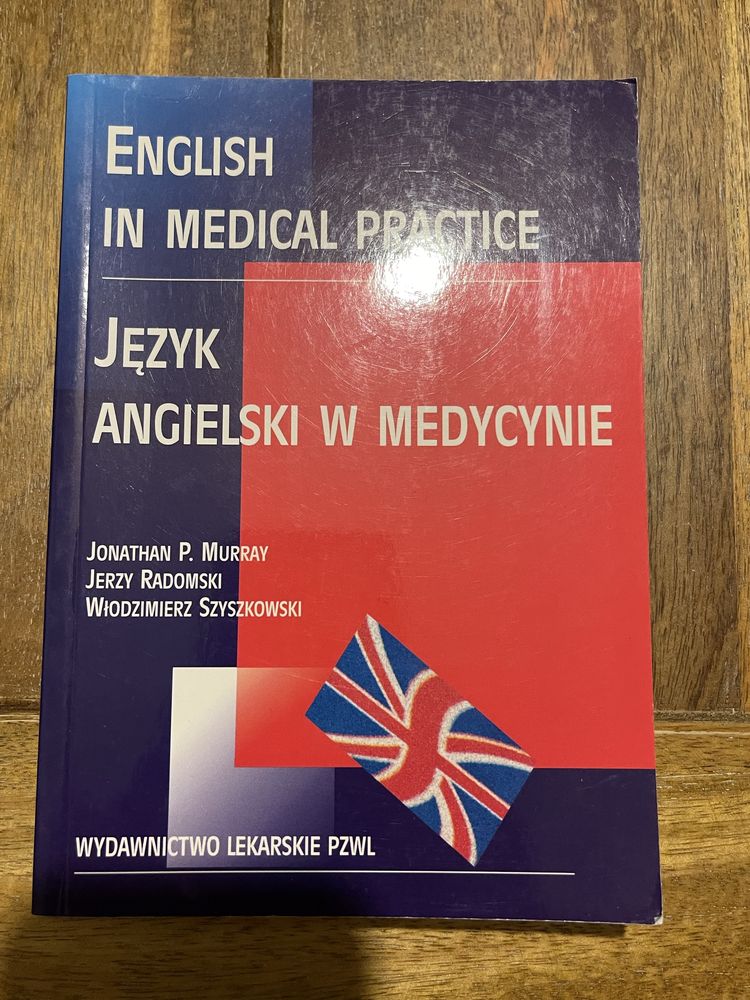 ENGLISH
IN MEDICAL PRACTICE
JĘZYK
ANGIELSKI W MEDYCYNIE
JONATHAN P. MURRAY
JERZY RADOMSKI
WŁODZIMIERZ SZYSZKOWSKI
WYDAWNICTWO LEKARSKIE PZWL